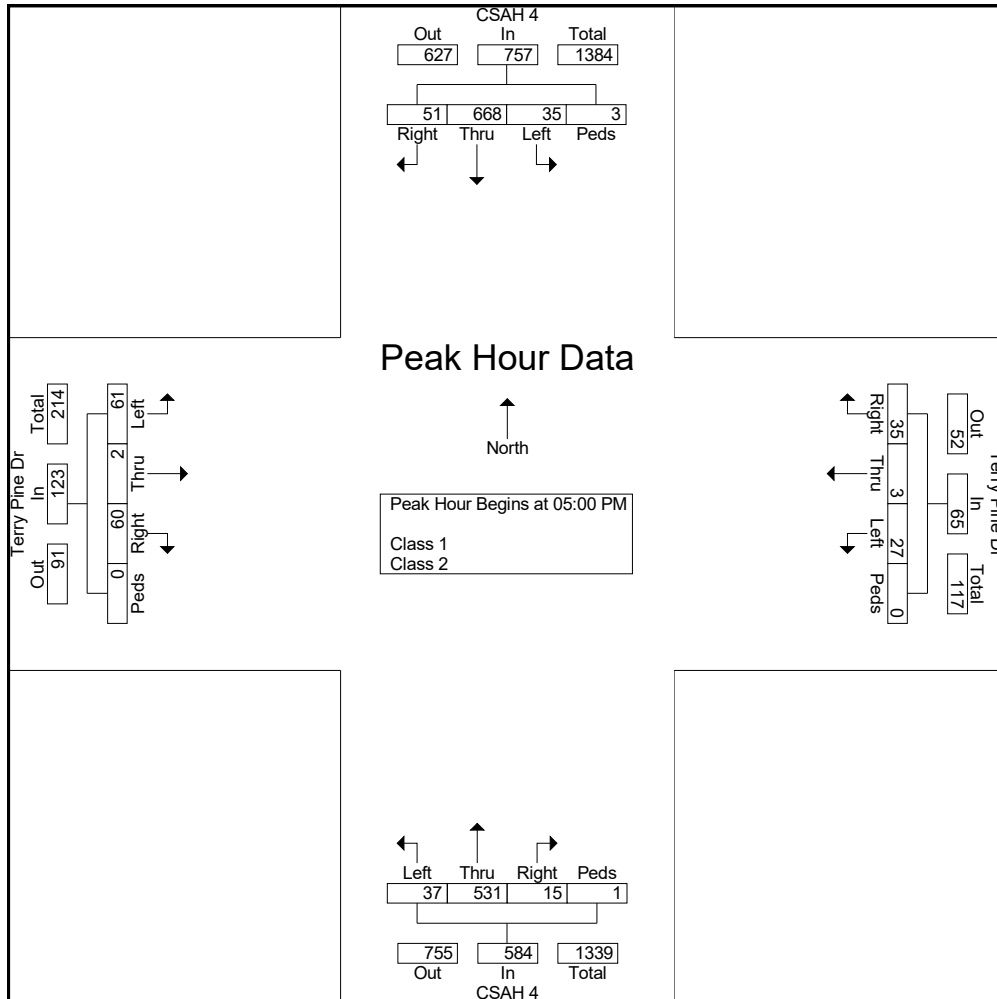 CSAH 4
Out In Total
627 757 1384
51 668 35 3
Right Thru Left Peds
Peak Hour Data
North
Peak Hour Begins at 05:00 PM
Class 1
Class 2
Terry Pine Dr
Out In Total
91 123 214
61 2 60 0
Left Thru Right Peds
Terry Pine Dr
Out In Total
52 65 117
35 3 27 0
Right Thru Left Peds
Left Thru Right Peds
37 531 15 1
755 584 1339
Out In Total
CSAH 4